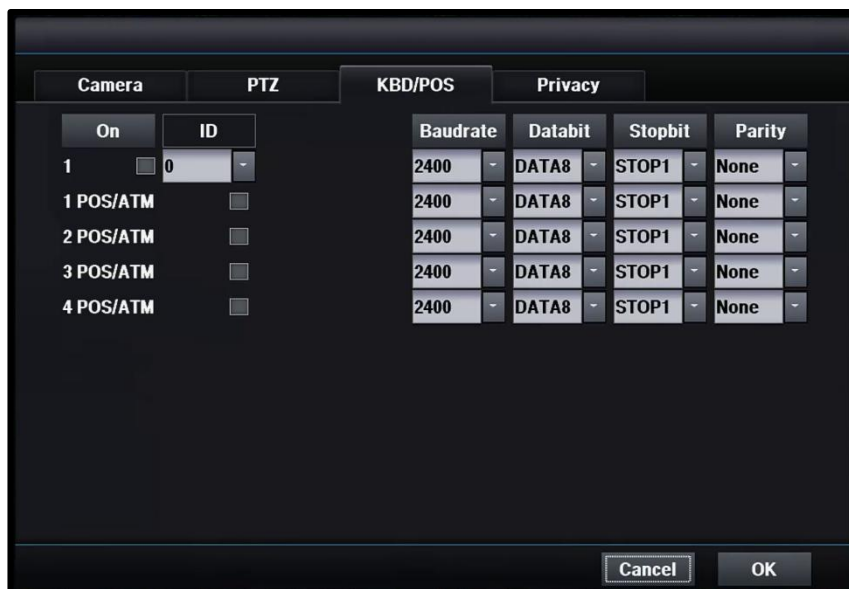 Camera PTZ KBD/POS Privacy
On ID Baudrate Databit Stopbit Parity
1 0 2400 DATA8 STOP1 None
1 POS/ATM 2400 DATA8 STOP1 None
2 POS/ATM 2400 DATA8 STOP1 None
3 POS/ATM 2400 DATA8 STOP1 None
4 POS/ATM 2400 DATA8 STOP1 None
Cancel OK